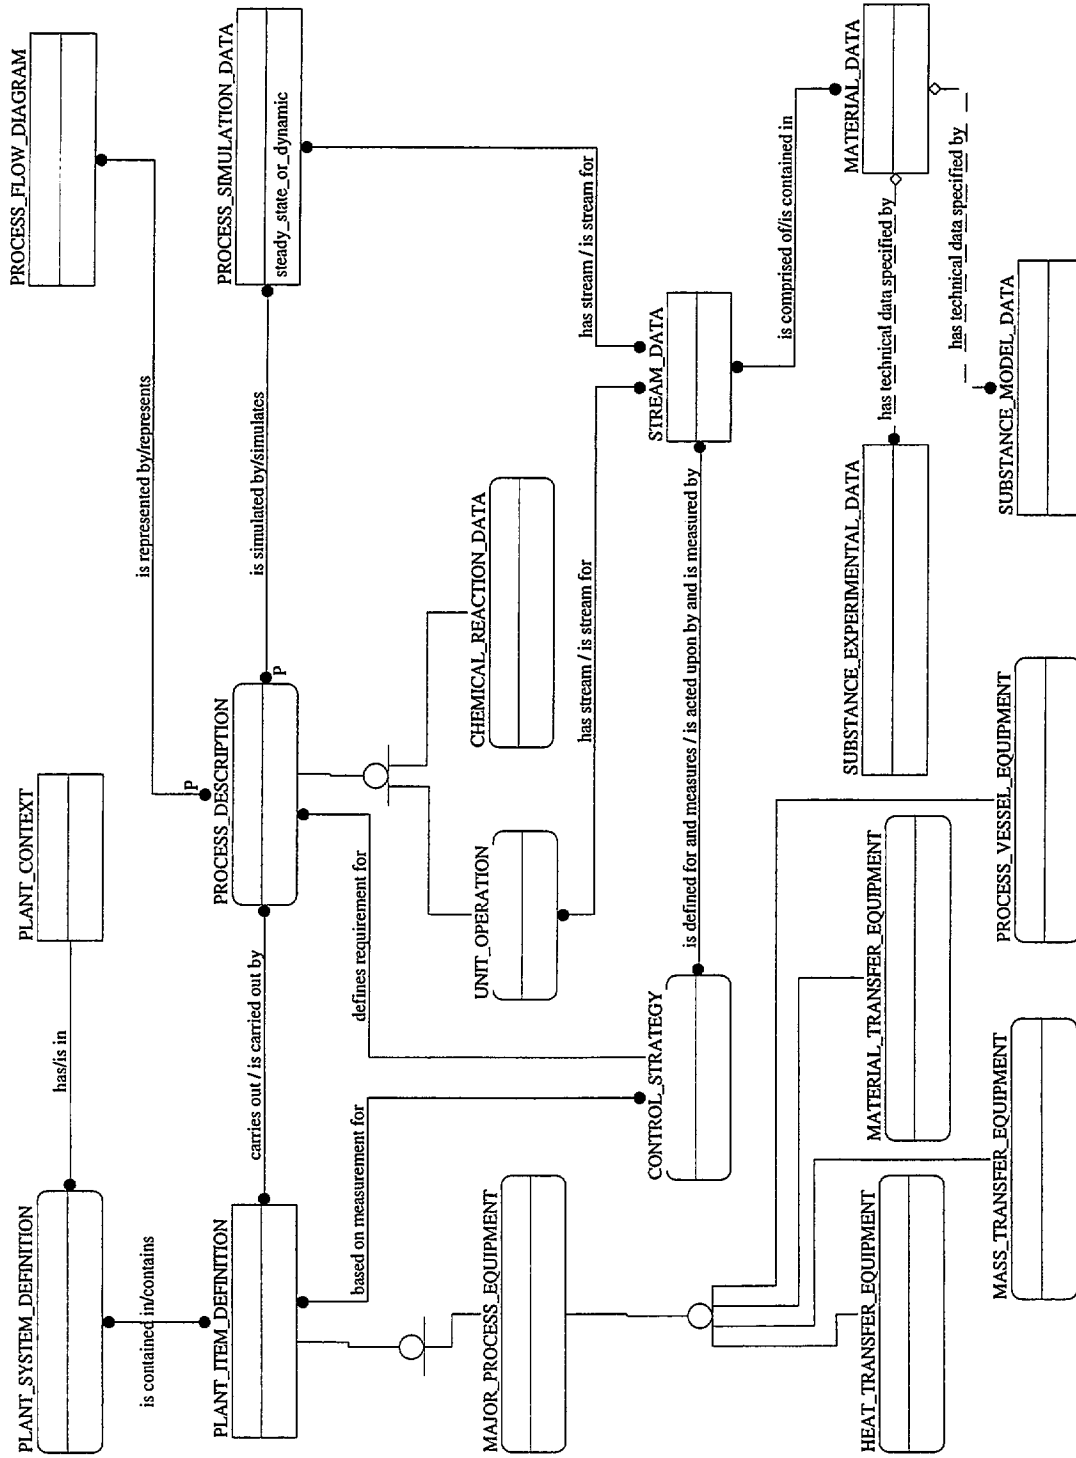 PLANT_SYSTEM_DEFINITION
has/is in
PLANT_CONTEXT
PROCESS_FLOW_DIAGRAM
is contained in/contains
is represented by/represents
PLANT_ITEM_DEFINITION
carries out / is carried out by
P
PROCESS_DESCRIPTION
P
is simulated by/simulates
PROCESS_SIMULATION_DATA
steady_state_or_dynamic
based on measurement for
defines requirement for
MAJOR_PROCESS_EQUIPMENT
UNIT_OPERATION
CHEMICAL_REACTION_DATA
has stream / is stream for
has stream / is stream for
CONTROL_STRATEGY
is defined for and measures / is acted upon by and is measured by
STREAM_DATA
is comprised of/is contained in
HEAT_TRANSFER_EQUIPMENT
MATERIAL_TRANSFER_EQUIPMENT
SUBSTANCE_EXPERIMENTAL_DATA
has technical data specified by
MATERIAL_DATA
has technical data specified by
MASS_TRANSFER_EQUIPMENT
PROCESS_VESSEL_EQUIPMENT
SUBSTANCE_MODEL_DATA